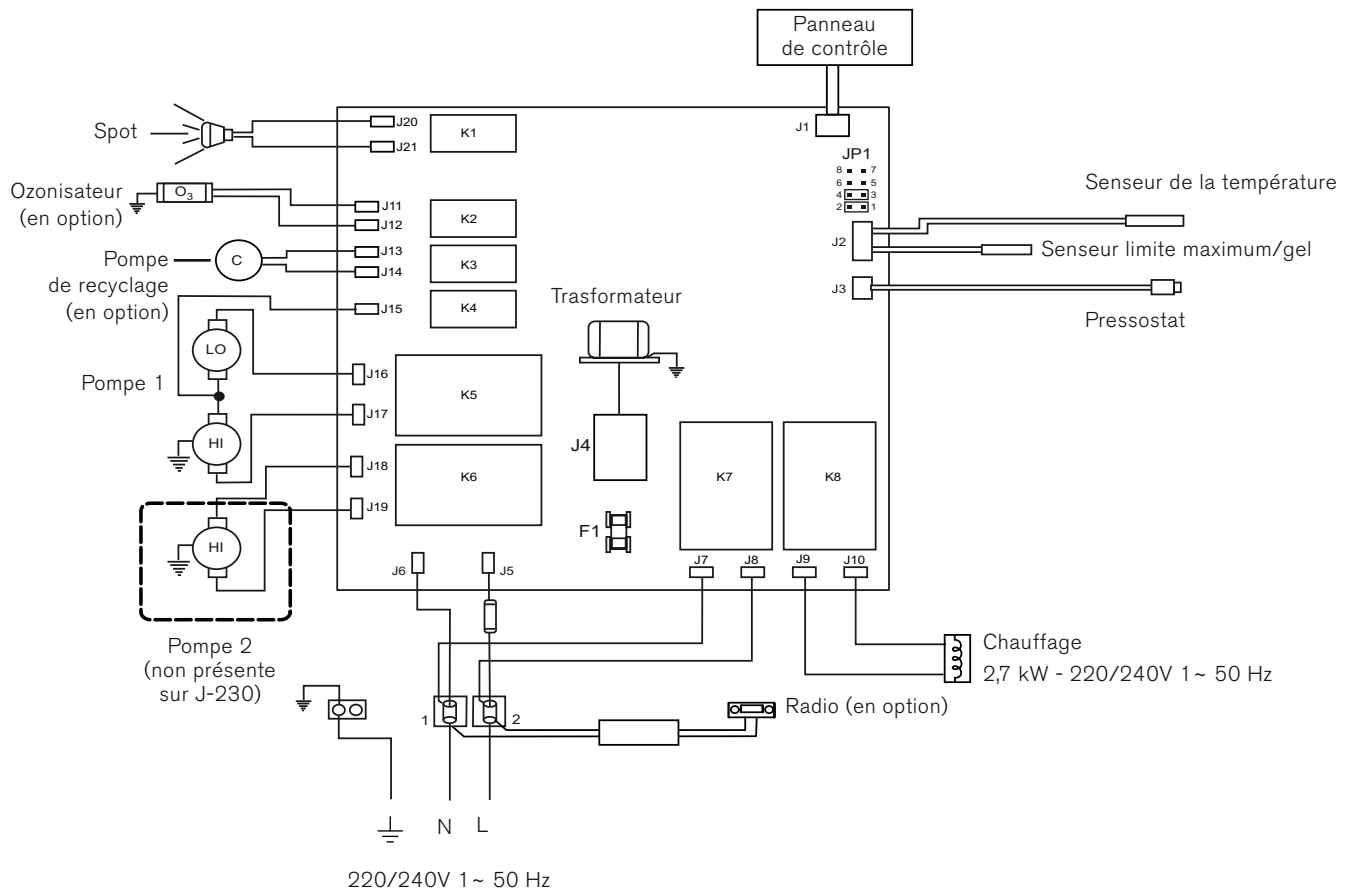 Panneau
de contrôle
Spot
J20
J21
K1
J1
JP1
8 7
6 5
4 3
2 1
Ozonisateur
(en option)
O3
J11
J12
K2
Senseur de la température
J2
Senseur limite maximum/gel
Pompe
de recyclage
(en option)
C
J13
J14
K3
J3
Pressostat
J15
K4
Trasformateur
Pompe 1
LO
HI
J16
J17
K5
J4
J18
J19
K6
K7
K8
F1
HI
Pompe 2
(non présente
sur J-230)
J6
J5
J7
J8
J9
J10
Chauffage
2,7 kW - 220/240V 1~ 50 Hz
1
2
Radio (en option)
N
L
220/240V 1~ 50 Hz